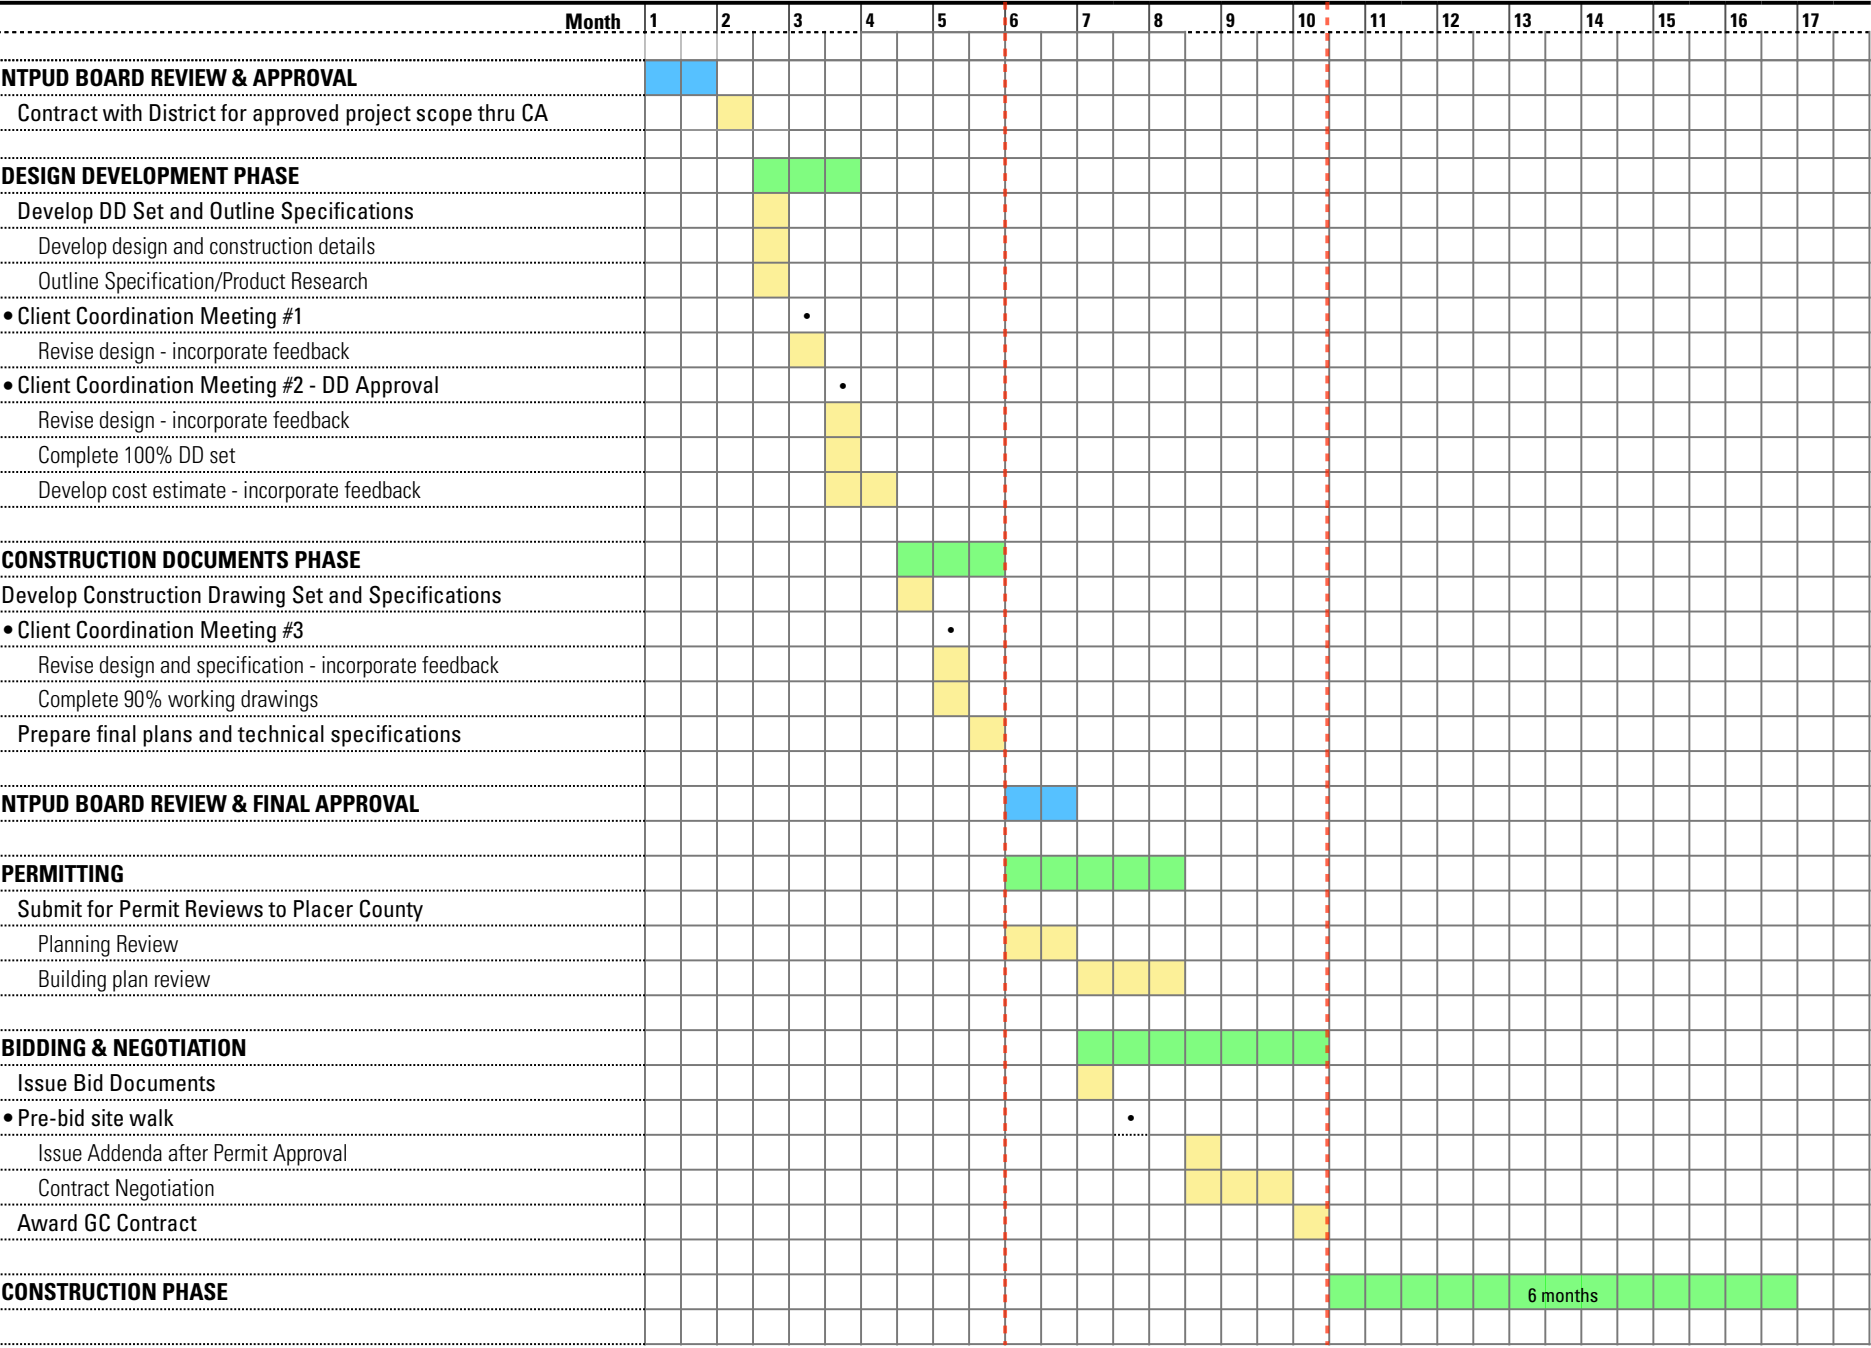 Month 1 2 3 4 5 6 7 8 9 10 11 12 13 14 15 16 17
NTPUD BOARD REVIEW & APPROVAL
Contract with District for approved project scope thru CA
DESIGN DEVELOPMENT PHASE
Develop DD Set and Outline Specifications
Develop design and construction details
Outline Specification/Product Research
• Client Coordination Meeting #1
Revise design - incorporate feedback
• Client Coordination Meeting #2 - DD Approval
Revise design - incorporate feedback
Complete 100% DD set
Develop cost estimate - incorporate feedback
CONSTRUCTION DOCUMENTS PHASE
Develop Construction Drawing Set and Specifications
• Client Coordination Meeting #3
Revise design and specification - incorporate feedback
Complete 90% working drawings
Prepare final plans and technical specifications
NTPUD BOARD REVIEW & FINAL APPROVAL
PERMITTING
Submit for Permit Reviews to Placer County
Planning Review
Building plan review
BIDDING & NEGOTIATION
Issue Bid Documents
• Pre-bid site walk
Issue Addenda after Permit Approval
Contract Negotiation
Award GC Contract
CONSTRUCTION PHASE 6 months